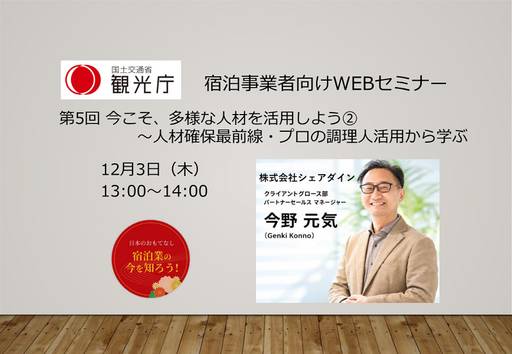 国土交通省
観光庁
宿泊事業者向けWEBセミナー
第5回 今こそ、多様な人材を活用しよう②
～人材確保最前線・プロの調理人活用から学ぶ
12月3日（木）
13:00～14:00
株式会社シェアダイン
クライアントグロース部
パートナーセールス マネージャー
今野 元気
（Genki Konno）
日本のおもてなし
宿泊業の
今を知ろう！